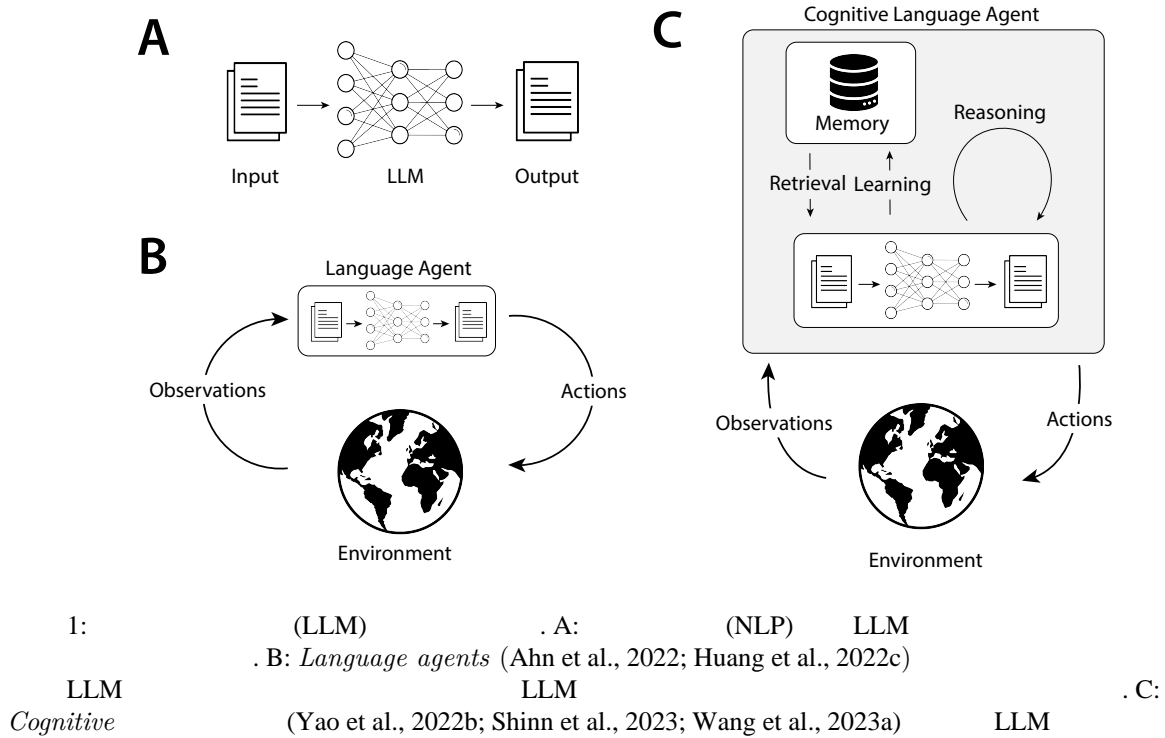 A
Input
LLM
Output
B
Language Agent
Observations
Actions
Environment
C
Cognitive Language Agent
Memory
Retrieval
Learning
Reasoning
Observations
Actions
Environment
1: (LLM) . A: (NLP) LLM
. B: Language agents (Ahn et al., 2022; Huang et al., 2022c)
LLM LLM . C:
Cognitive (Yao et al., 2022b; Shinn et al., 2023; Wang et al., 2023a) LLM